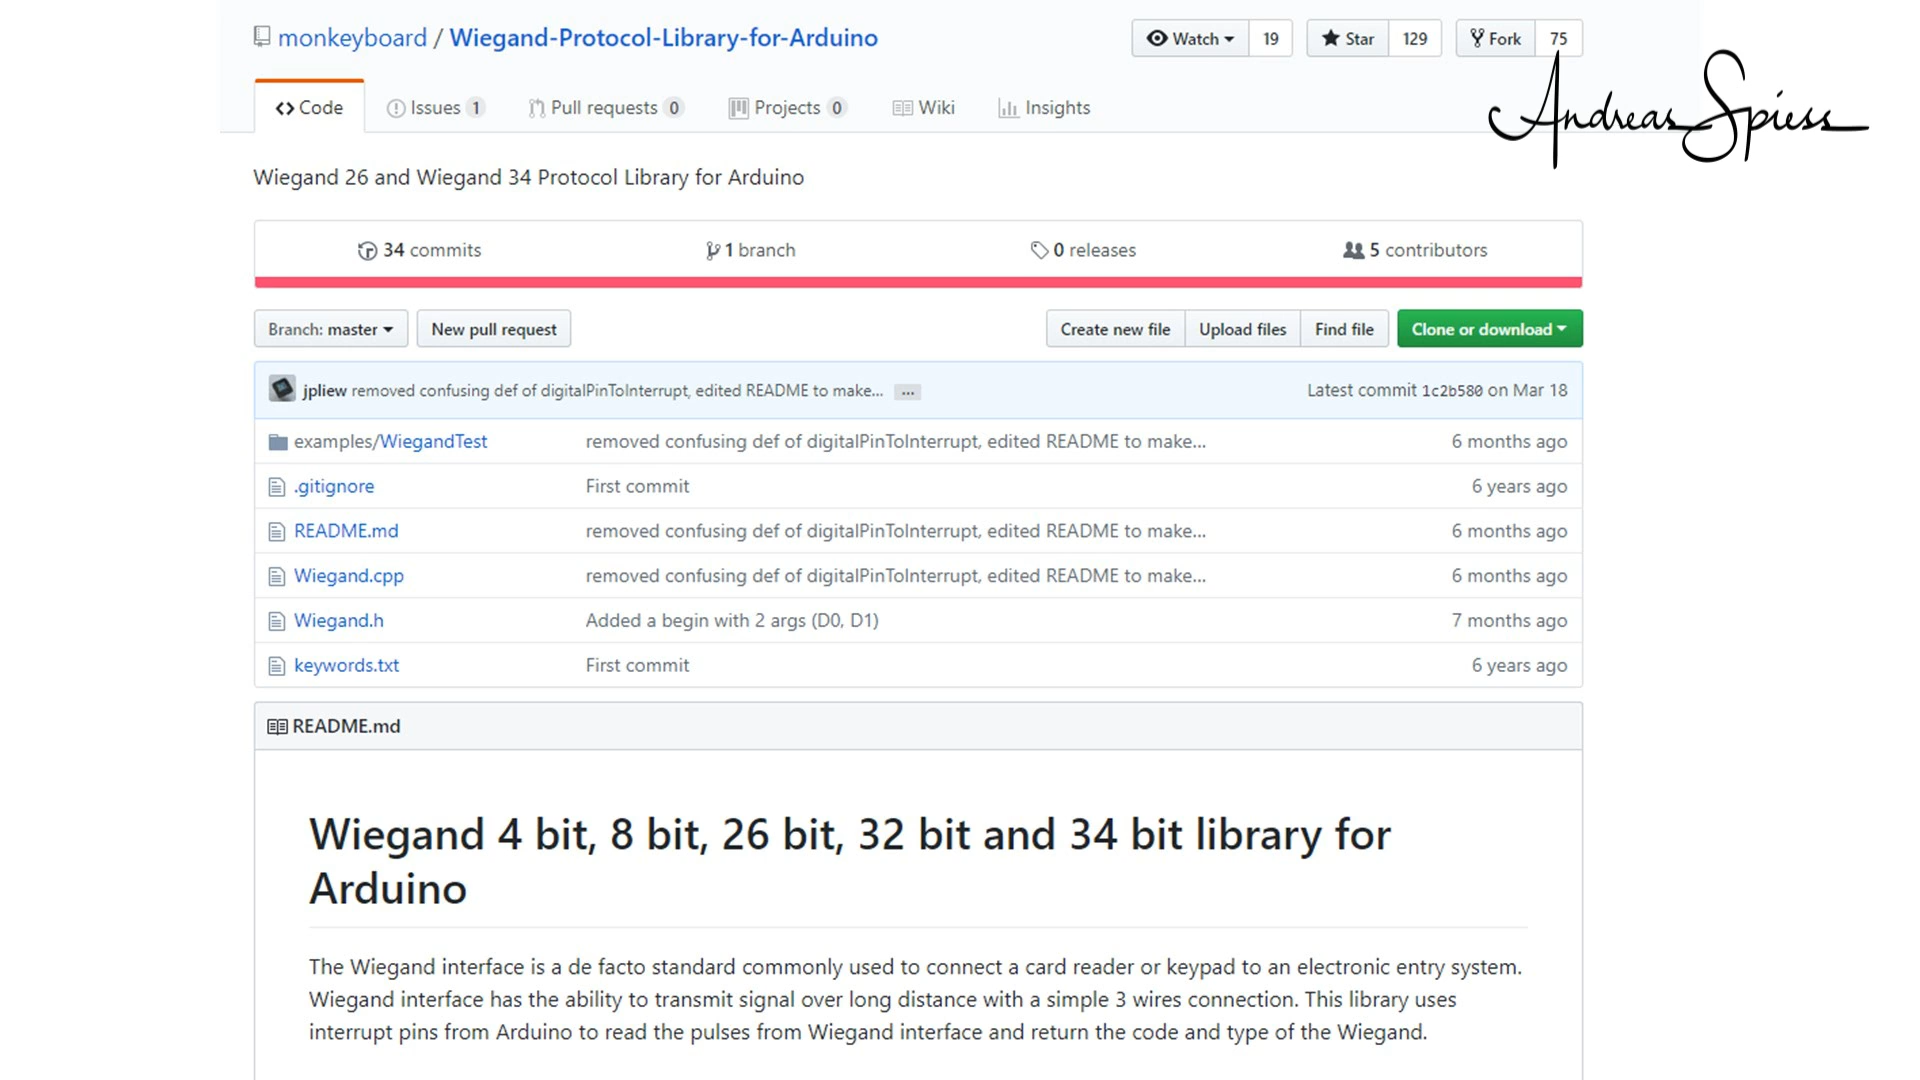 monkeyboard / Wiegand-Protocol-Library-for-Arduino
Watch 19 Star 129 Fork 75
Andreas Spiess
Code Issues 1 Pull requests 0 Projects 0 Wiki Insights
Wiegand 26 and Wiegand 34 Protocol Library for Arduino
34 commits 1 branch 0 releases 5 contributors
Branch: master New pull request Create new file Upload files Find file Clone or download
jpliew removed confusing def of digitalPinToInterrupt, edited README to make... ... Latest commit 1c2b580 on Mar 18
examples/WiegandTest removed confusing def of digitalPinToInterrupt, edited README to make... 6 months ago
.gitignore First commit 6 years ago
README.md removed confusing def of digitalPinToInterrupt, edited README to make... 6 months ago
Wiegand.cpp removed confusing def of digitalPinToInterrupt, edited README to make... 6 months ago
Wiegand.h Added a begin with 2 args (D0, D1) 7 months ago
keywords.txt First commit 6 years ago
README.md
Wiegand 4 bit, 8 bit, 26 bit, 32 bit and 34 bit library for
Arduino
The Wiegand interface is a de facto standard commonly used to connect a card reader or keypad to an electronic entry system.
Wiegand interface has the ability to transmit signal over long distance with a simple 3 wires connection. This library uses
interrupt pins from Arduino to read the pulses from Wiegand interface and return the code and type of the Wiegand.